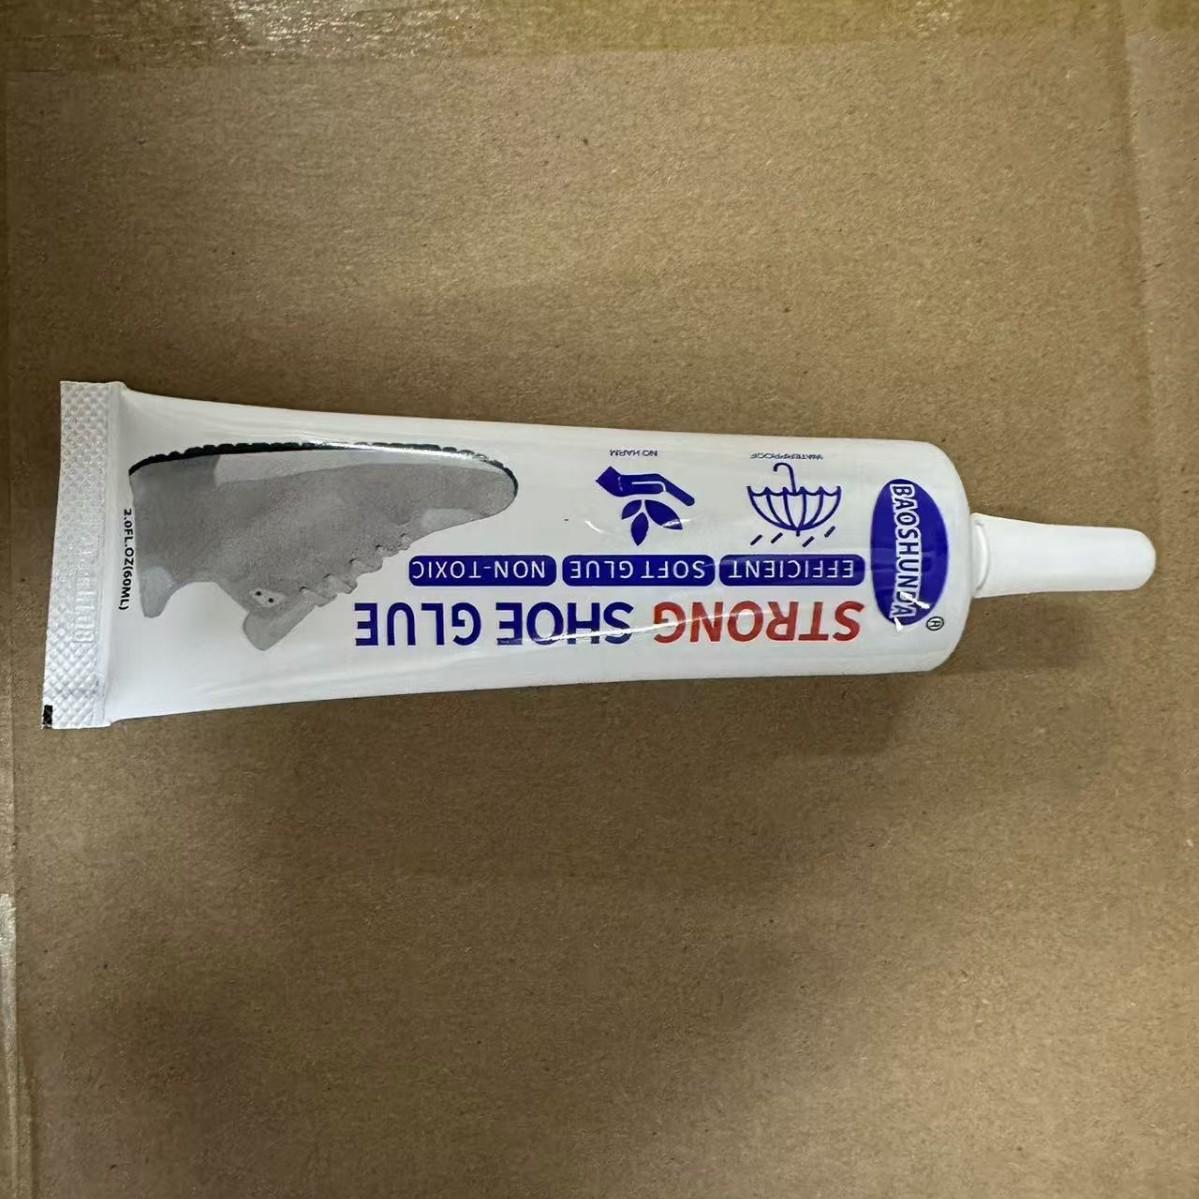 BAOSHUNDA®
STRONG SHOE GLUE
EFFICIENT SOFT GLUE NON-TOXIC
WATERPROOF NO HARM
2.0FL.OZ(60ML)